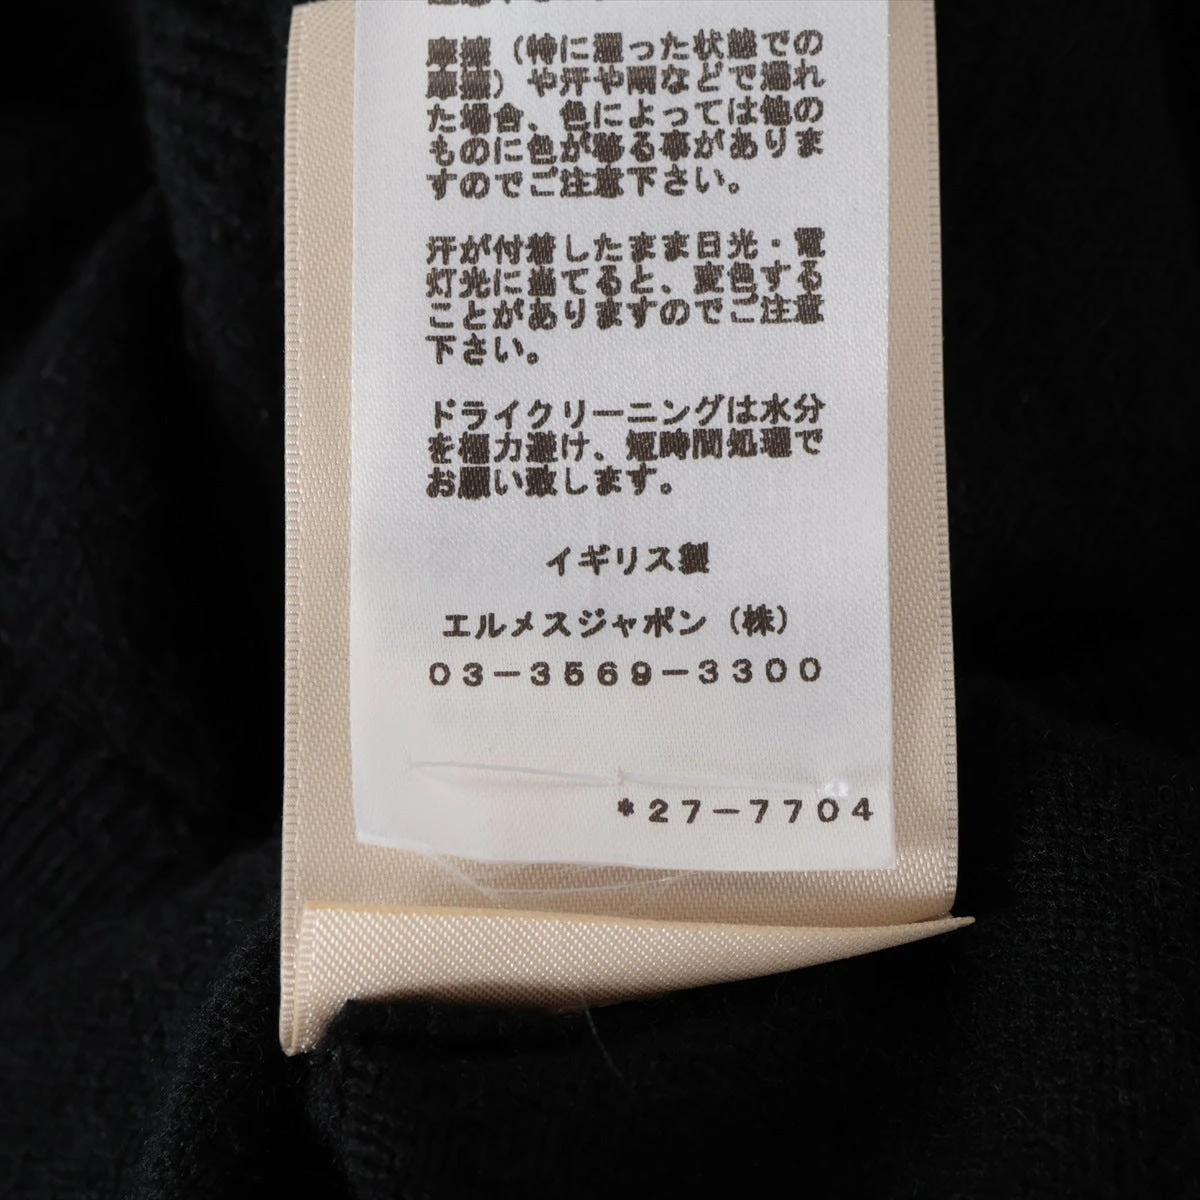 摩擦（特に湿った状態での
摩擦）や汗や雨などで濡れ
た場合、色によっては他の
ものに色が移る事がありま
すのでご注意下さい。
汗が付着したまま日光・電
灯光に当てると、変色する
ことがありますのでご注意
下さい。
ドライクリーニングは水分
を極力避け、短時間処理で
お願い致します。
イギリス製
エルメスジャポン（株）
03-3569-3300
*27-7704